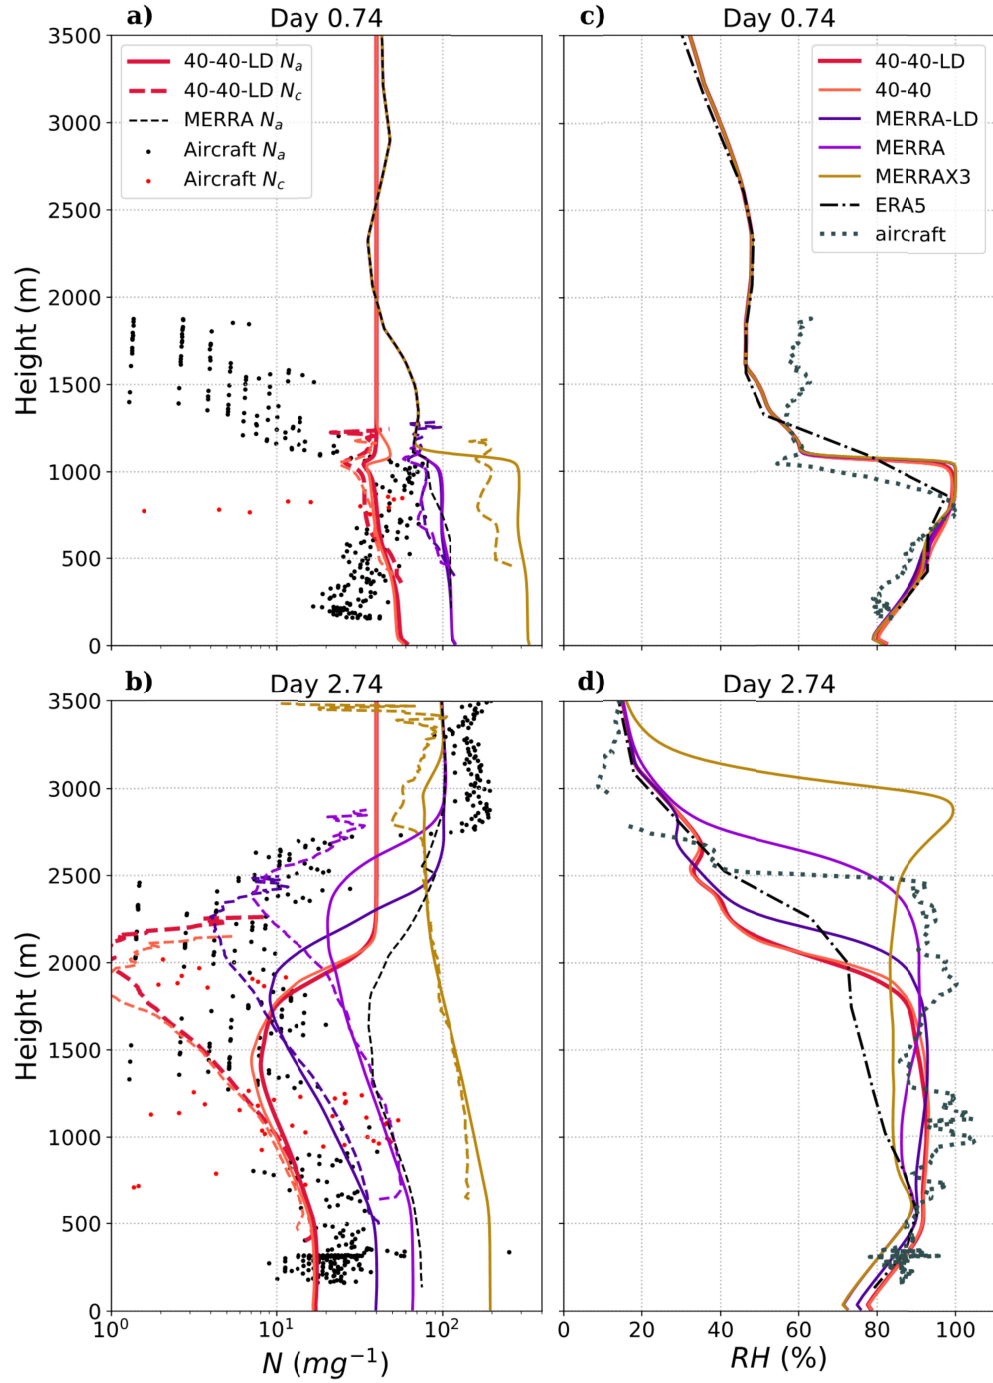 a)
Day 0.74
c)
Day 0.74
3500
3000
2500
2000
1500
1000
500
0
Height (m)
40-40-LD Na
40-40-LD Nc
MERRA Na
Aircraft Na
Aircraft Nc
40-40-LD
40-40
MERRA-LD
MERRA
MERRAX3
ERA5
aircraft
b)
Day 2.74
d)
Day 2.74
3500
3000
2500
2000
1500
1000
500
0
Height (m)
10⁰ 10¹ 10²
N (mg⁻¹)
0 20 40 60 80 100
RH (%)